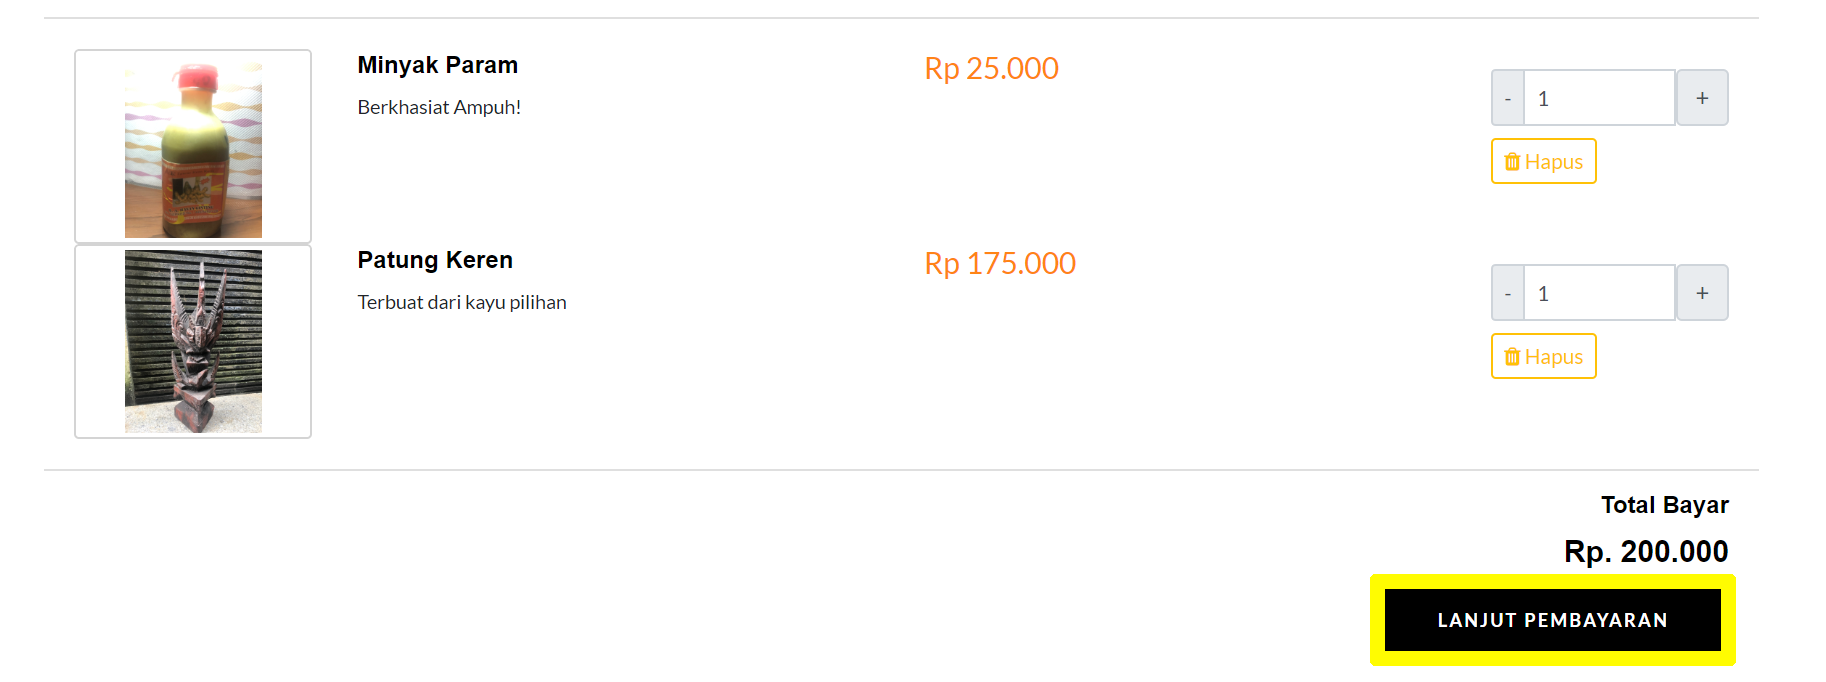 Minyak Param
Berkhasiat Ampuh!
Rp 25.000
- 1 +
Hapus
Patung Keren
Terbuat dari kayu pilihan
Rp 175.000
- 1 +
Hapus
Total Bayar
Rp. 200.000
LANJUT PEMBAYARAN